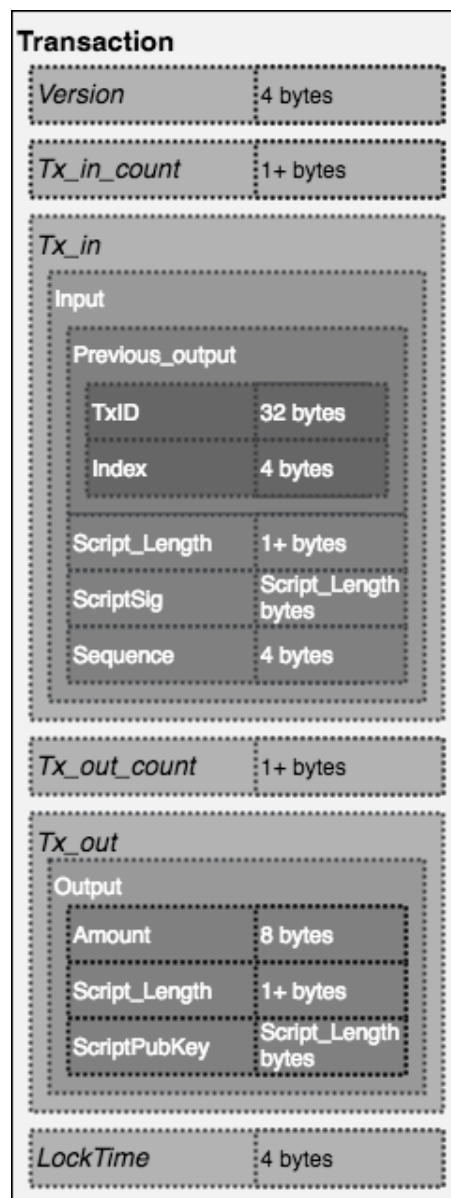 Transaction
Version 4 bytes
Tx_in_count 1+ bytes
Tx_in
Input
Previous_output
TxID 32 bytes
Index 4 bytes
Script_Length 1+ bytes
ScriptSig Script_Length
bytes
Sequence 4 bytes
Tx_out_count 1+ bytes
Tx_out
Output
Amount 8 bytes
Script_Length 1+ bytes
ScriptPubKey Script_Length
bytes
LockTime 4 bytes